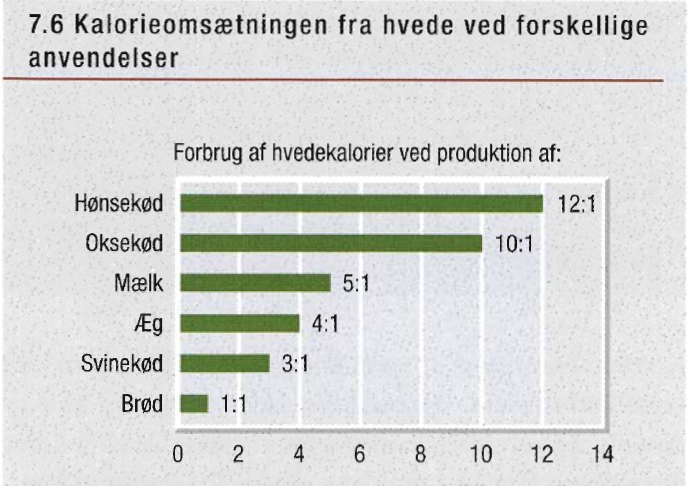 7.6 Kalorieomsætningen fra hvede ved forskellige
anvendelser
Forbrug af hvedekalorier ved produktion af:
Hønsekød 12:1
Oksekød 10:1
Mælk 5:1
Æg 4:1
Svinekød 3:1
Brød 1:1
0 2 4 6 8 10 12 14